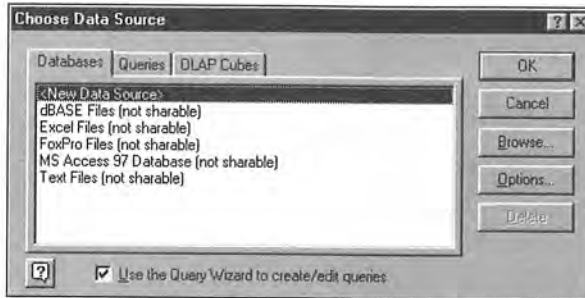 Choose Data Source
Databases Queries OLAP Cubes
<New Data Source>
dBASE Files (not sharable)
Excel Files (not sharable)
FoxPro Files (not sharable)
MS Access 97 Database (not sharable)
Text Files (not sharable)
OK
Cancel
Browse...
Options...
Delete
Use the Query Wizard to create/edit queries